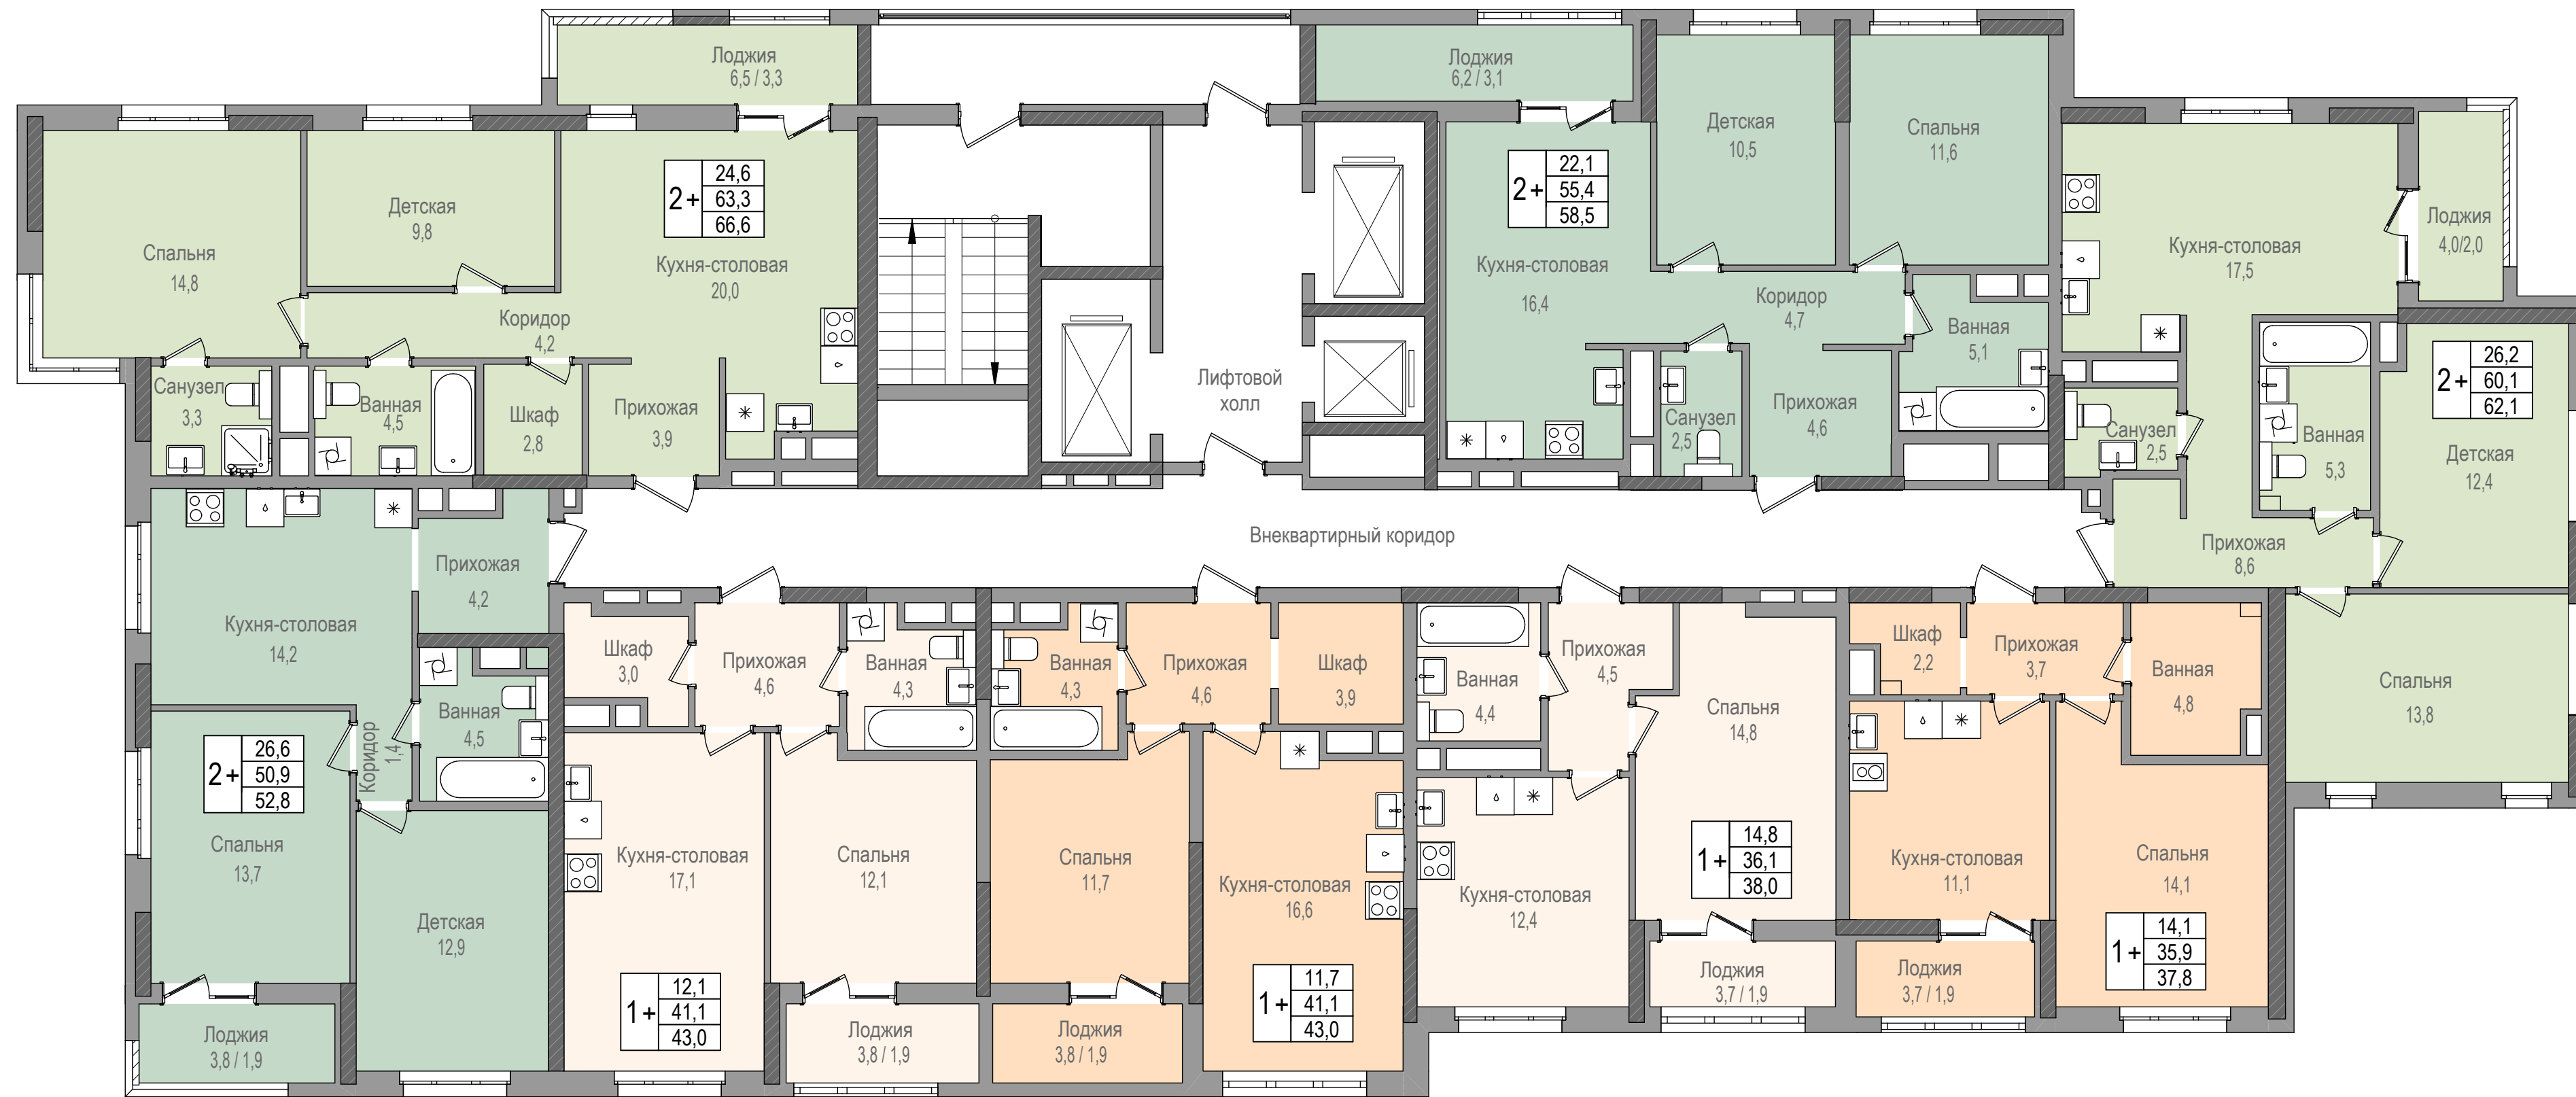 Лоджия
6,5 / 3,3
Спальня
14,8
Детская
9,8
2+
24,6
63,3
66,6
Кухня-столовая
20,0
Коридор
4,2
Санузел
3,3
Ванная
4,5
Шкаф
2,8
Прихожая
3,9
Лифтовой
холл
Лоджия
6,2 / 3,1
2+
22,1
55,4
58,5
Кухня-столовая
16,4
Детская
10,5
Спальня
11,6
Коридор
4,7
Ванная
5,1
Санузел
2,5
Прихожая
4,6
Кухня-столовая
17,5
Лоджия
4,0/2,0
2+
26,2
60,1
62,1
Санузел
2,5
Ванная
5,3
Детская
12,4
Прихожая
8,6
Спальня
13,8
Внеквартирный коридор
Прихожая
4,2
Кухня-столовая
14,2
Ванная
4,5
Коридор
1,4
2+
26,6
50,9
52,8
Спальня
13,7
Детская
12,9
Лоджия
3,8 / 1,9
Шкаф
3,0
Прихожая
4,6
Ванная
4,3
Кухня-столовая
17,1
Спальня
12,1
1+
12,1
41,1
43,0
Лоджия
3,8 / 1,9
Ванная
4,3
Прихожая
4,6
Шкаф
3,9
Спальня
11,7
Кухня-столовая
16,6
1+
11,7
41,1
43,0
Лоджия
3,8 / 1,9
Ванная
4,4
Прихожая
4,5
Спальня
14,8
1+
14,8
36,1
38,0
Кухня-столовая
12,4
Лоджия
3,7 / 1,9
Шкаф
2,2
Прихожая
3,7
Ванная
4,8
Кухня-столовая
11,1
Спальня
14,1
1+
14,1
35,9
37,8
Лоджия
3,7 / 1,9